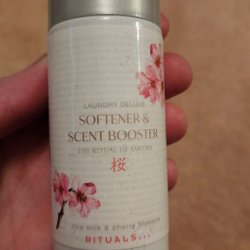 LAUNDRY DELUXE
SOFTENER &
SCENT BOOSTER
THE RITUAL OF SAKURA
桜
rice milk & cherry blossom
RITUALS...